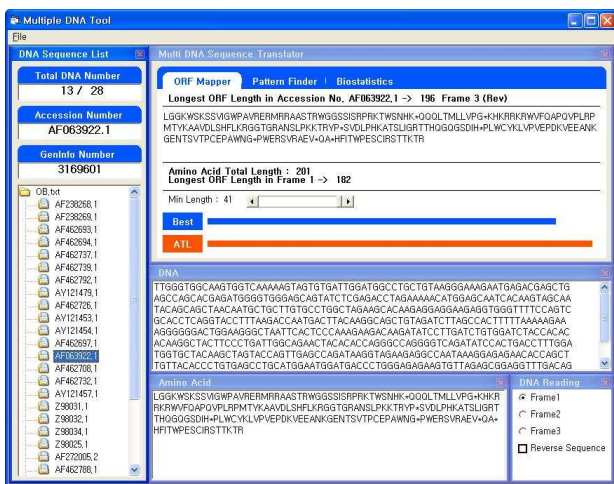 Multiple DNA Tool
File
DNA Sequence List
Total DNA Number
13 / 28
Accession Number
AF063922,1
GenInfo Number
3169601
OB,txt
AF238268,1
AF238269,1
AF462693,1
AF462694,1
AF462737,1
AF462739,1
AF462792,1
AY121479,1
AF462726,1
AY121453,1
AY121454,1
AF462697,1
AF063922,1
AF462708,1
AF462732,1
AY121457,1
Z98031,1
Z98032,1
Z98034,1
Z98025,1
AF272005,2
AF462788,1
Multi DNA Sequence Translator
ORF Mapper Pattern Finder Biostatistics
Longest ORF Length in Accession No, AF063922,1 -> 196 Frame 3 (Rev)
LGGKWSKSSVIGWPAVRERMRRAASTRWGGSSISRPRKTWSNHK*QQQLTMLLVPG*KHKRRKRWVFQAPQVPLRP
MTYKAAVDLSHFLKRGGTGRANSLPKKTRYP*SVDLPHKATSLIGRTTHQGQGSDIH*PLWCYKLVPVEPDKVEEANK
GENTSVTPCEPAWNG*PWERSVRAEV*QA*HFITWPESCIRSTTKTR
Amino Acid Total Length : 201
Longest ORF Length in Frame 1 -> 182
Min Length : 41
Best
ATL
DNA
TTGGGTGGCAAGTGGTCAAAAAGTAGTGTGATTGGATGGCCTGCTGTAAGGGAAAGAATGAGACGAGCTG
AGCCAGCAGCACGAGATGGGGTGGGAGCAGTATCTCGAGACCTAGAAAAACATGGAGCAATCACAAGTAGCAA
TACAGCAGCTAACAATGCTGCTTGTGCCTGGCTAGAAGCACAAGAGGAGGAAGAGGTGGGTTTTCCAGTC
GCACCTCAGGTACCTTTAAGACCAATGACTTACAAGGCAGCTGTAGATCTTAGCCACTTTTTAAAAGAA
AGGGGGGACTGGAAGGGCTAATTCACTCCCAAAGAAGACAAGATATCCTTGATCTGTGGATCTACCACAC
ACAAGGCTACTTCCCTGATTGGCAGAACTACACACCAGGGCCAGGGGTCAGATATCCACTGACCTTTGGA
TGGTGCTACAAGCTAGTACCAGTTGAGCCAGATAAGGTAGAAGAGGCCAATAAAGGAGAGAACACCAGCT
TGTTACACCCTGTGAGCCTGCATGGAATGGATGACCCTGGGAGAGAAGTGTTAGAGCGGAGGTTTGACAG
Amino Acid
LGGKWSKSSVIGWPAVRERMRRAASTRWGGSSISRPRKTWSNHK*QQQLTMLLVPG*KHKR
RKRWVFQAPQVPLRPMTYKAAVDLSHFLKRGGTGRANSLPKKTRYP*SVDLPHKATSLIGRT
THQGQGSDIH*PLWCYKLVPVEPDKVEEANKGENTSVTPCEPAWNG*PWERSVRAEV*QA*
HFITWPESCIRSTTKTR
DNA Reading
Frame1
Frame2
Frame3
Reverse Sequence